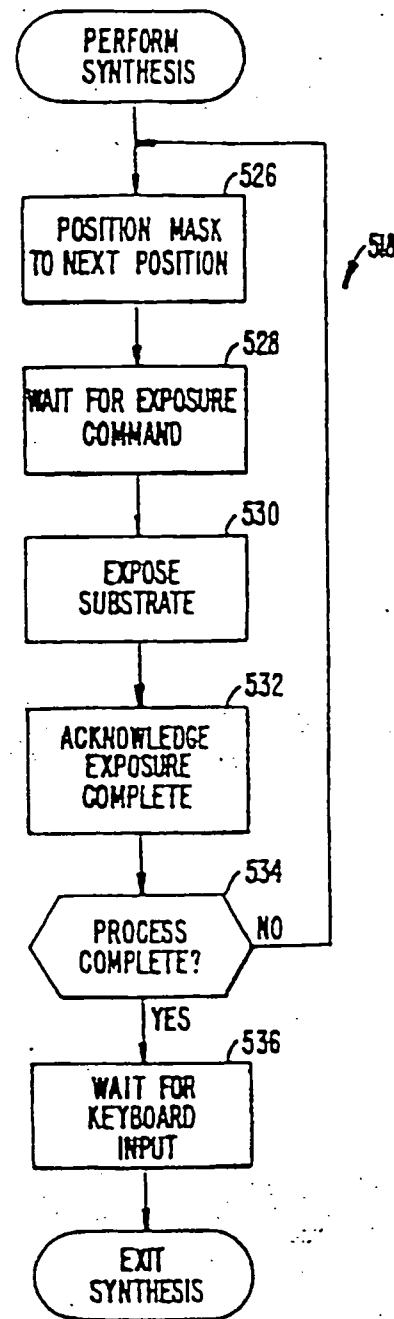 PERFORM
SYNTHESIS
526
POSITION MASK
TO NEXT POSITION
518
528
WAIT FOR EXPOSURE
COMMAND
530
EXPOSE
SUBSTRATE
532
ACKNOWLEDGE
EXPOSURE
COMPLETE
534
PROCESS
COMPLETE?
NO
YES
536
WAIT FOR
KEYBOARD
INPUT
EXIT
SYNTHESIS